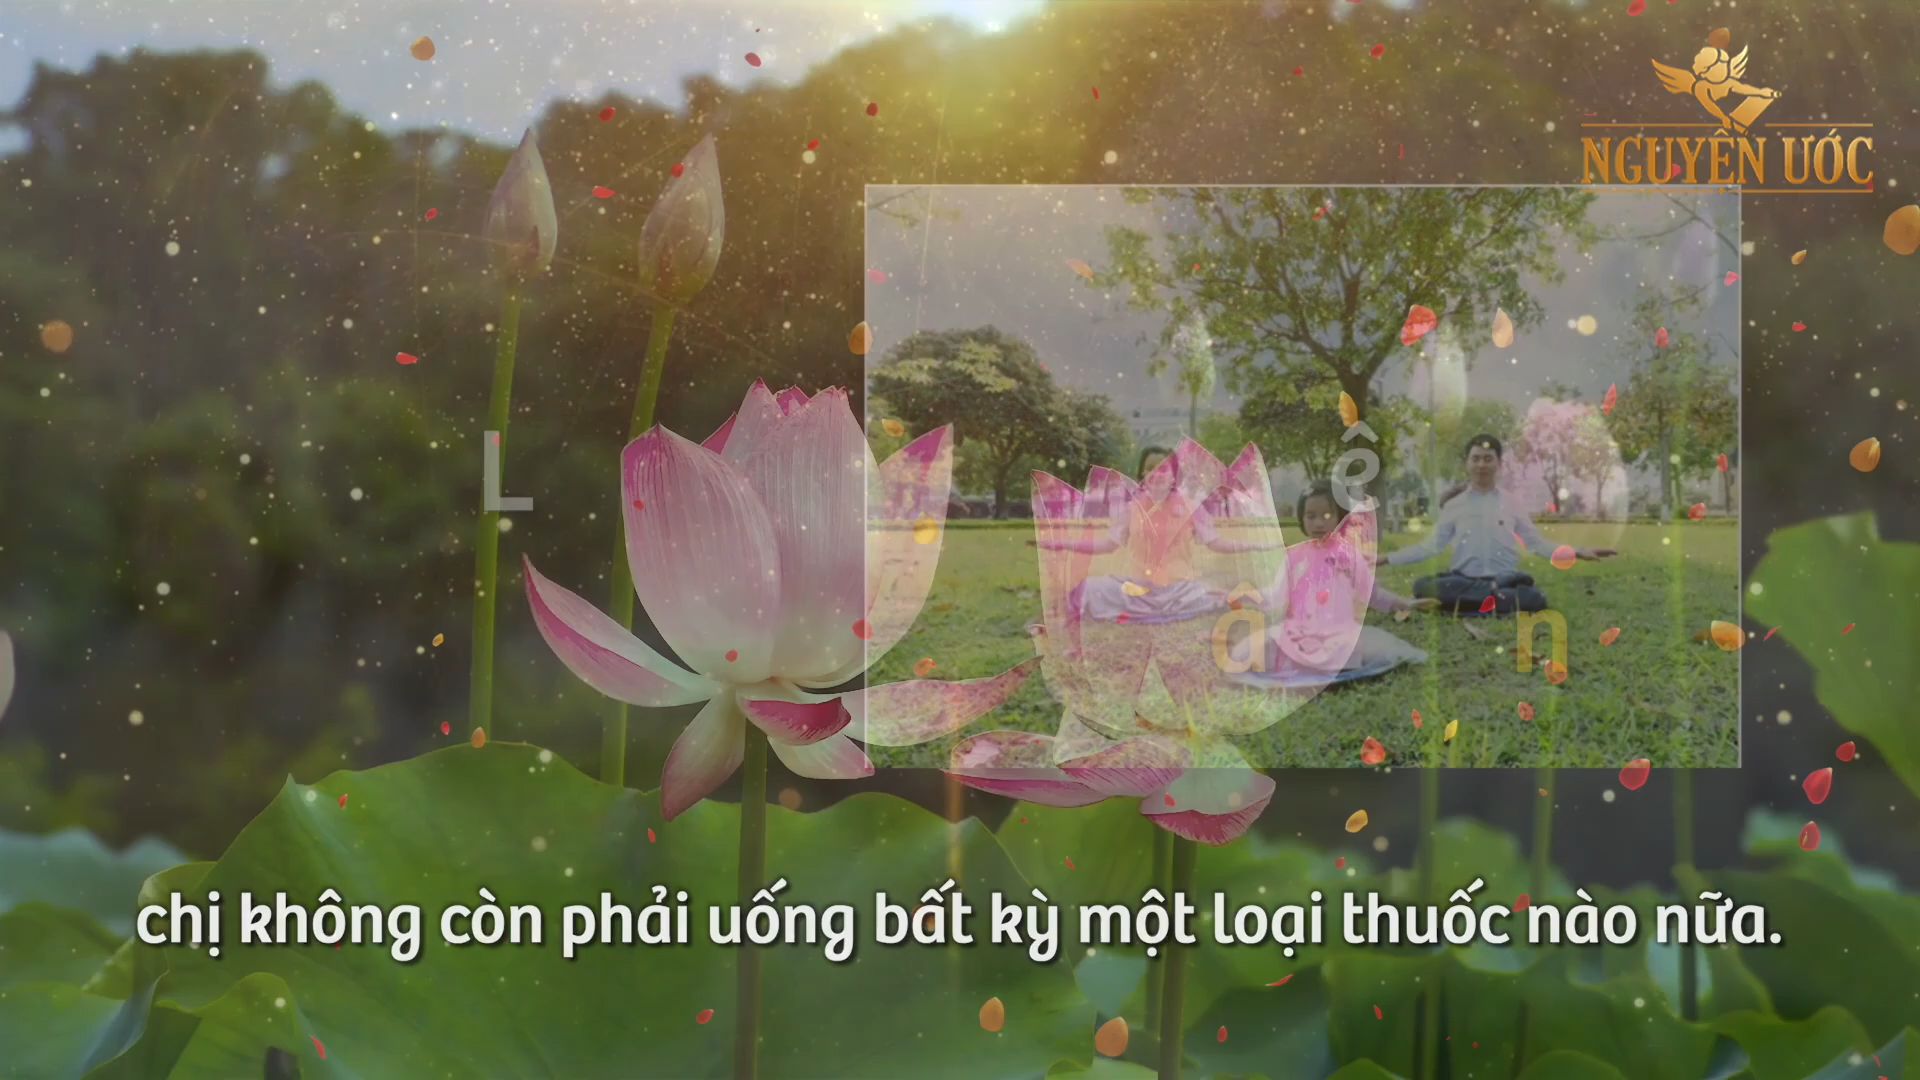 NGUYỆN ƯỚC
L ê
â n
chị không còn phải uống bất kỳ một loại thuốc nào nữa.